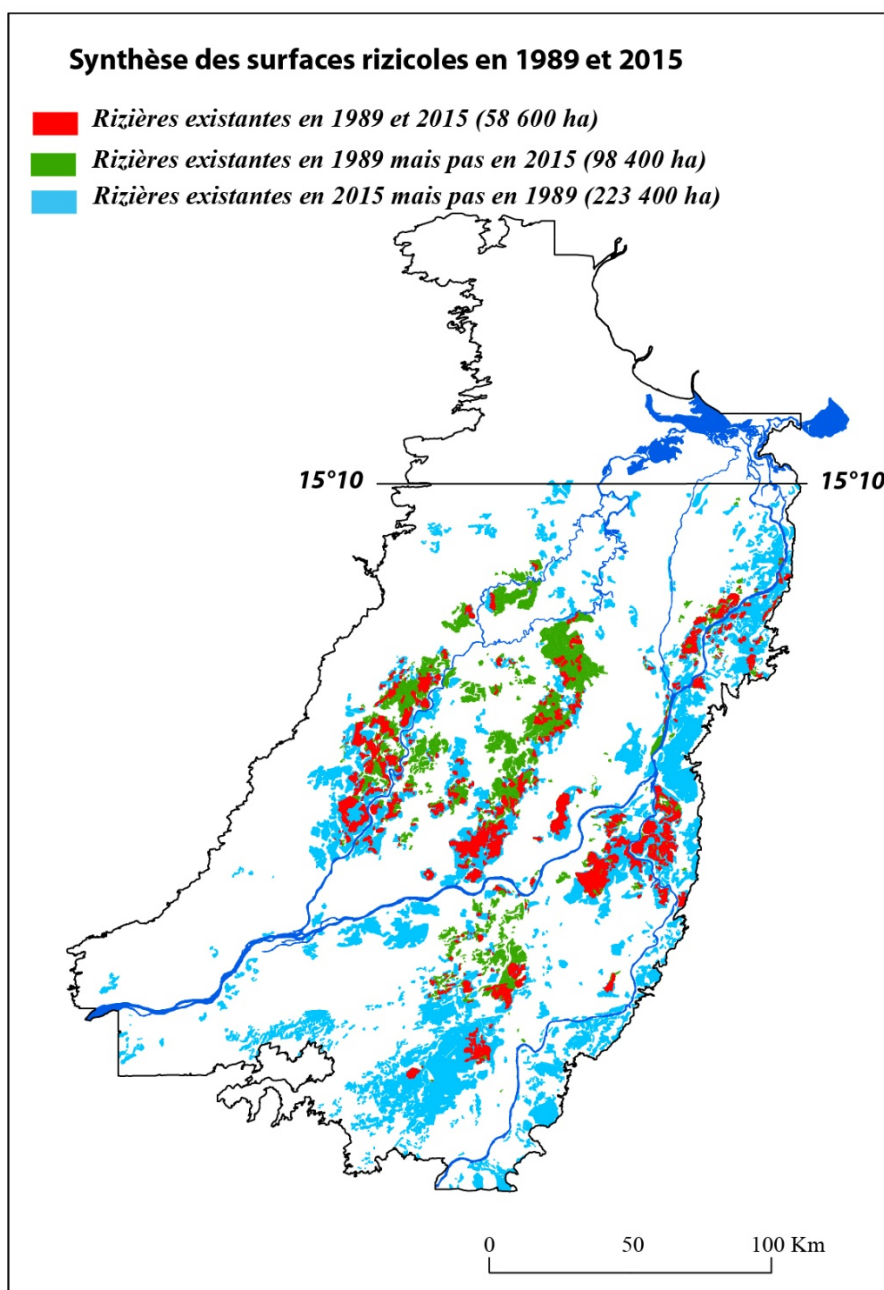 Synthèse des surfaces rizicoles en 1989 et 2015
Rizières existantes en 1989 et 2015 (58 600 ha)
Rizières existantes en 1989 mais pas en 2015 (98 400 ha)
Rizières existantes en 2015 mais pas en 1989 (223 400 ha)
15°10 15°10
0 50 100 Km